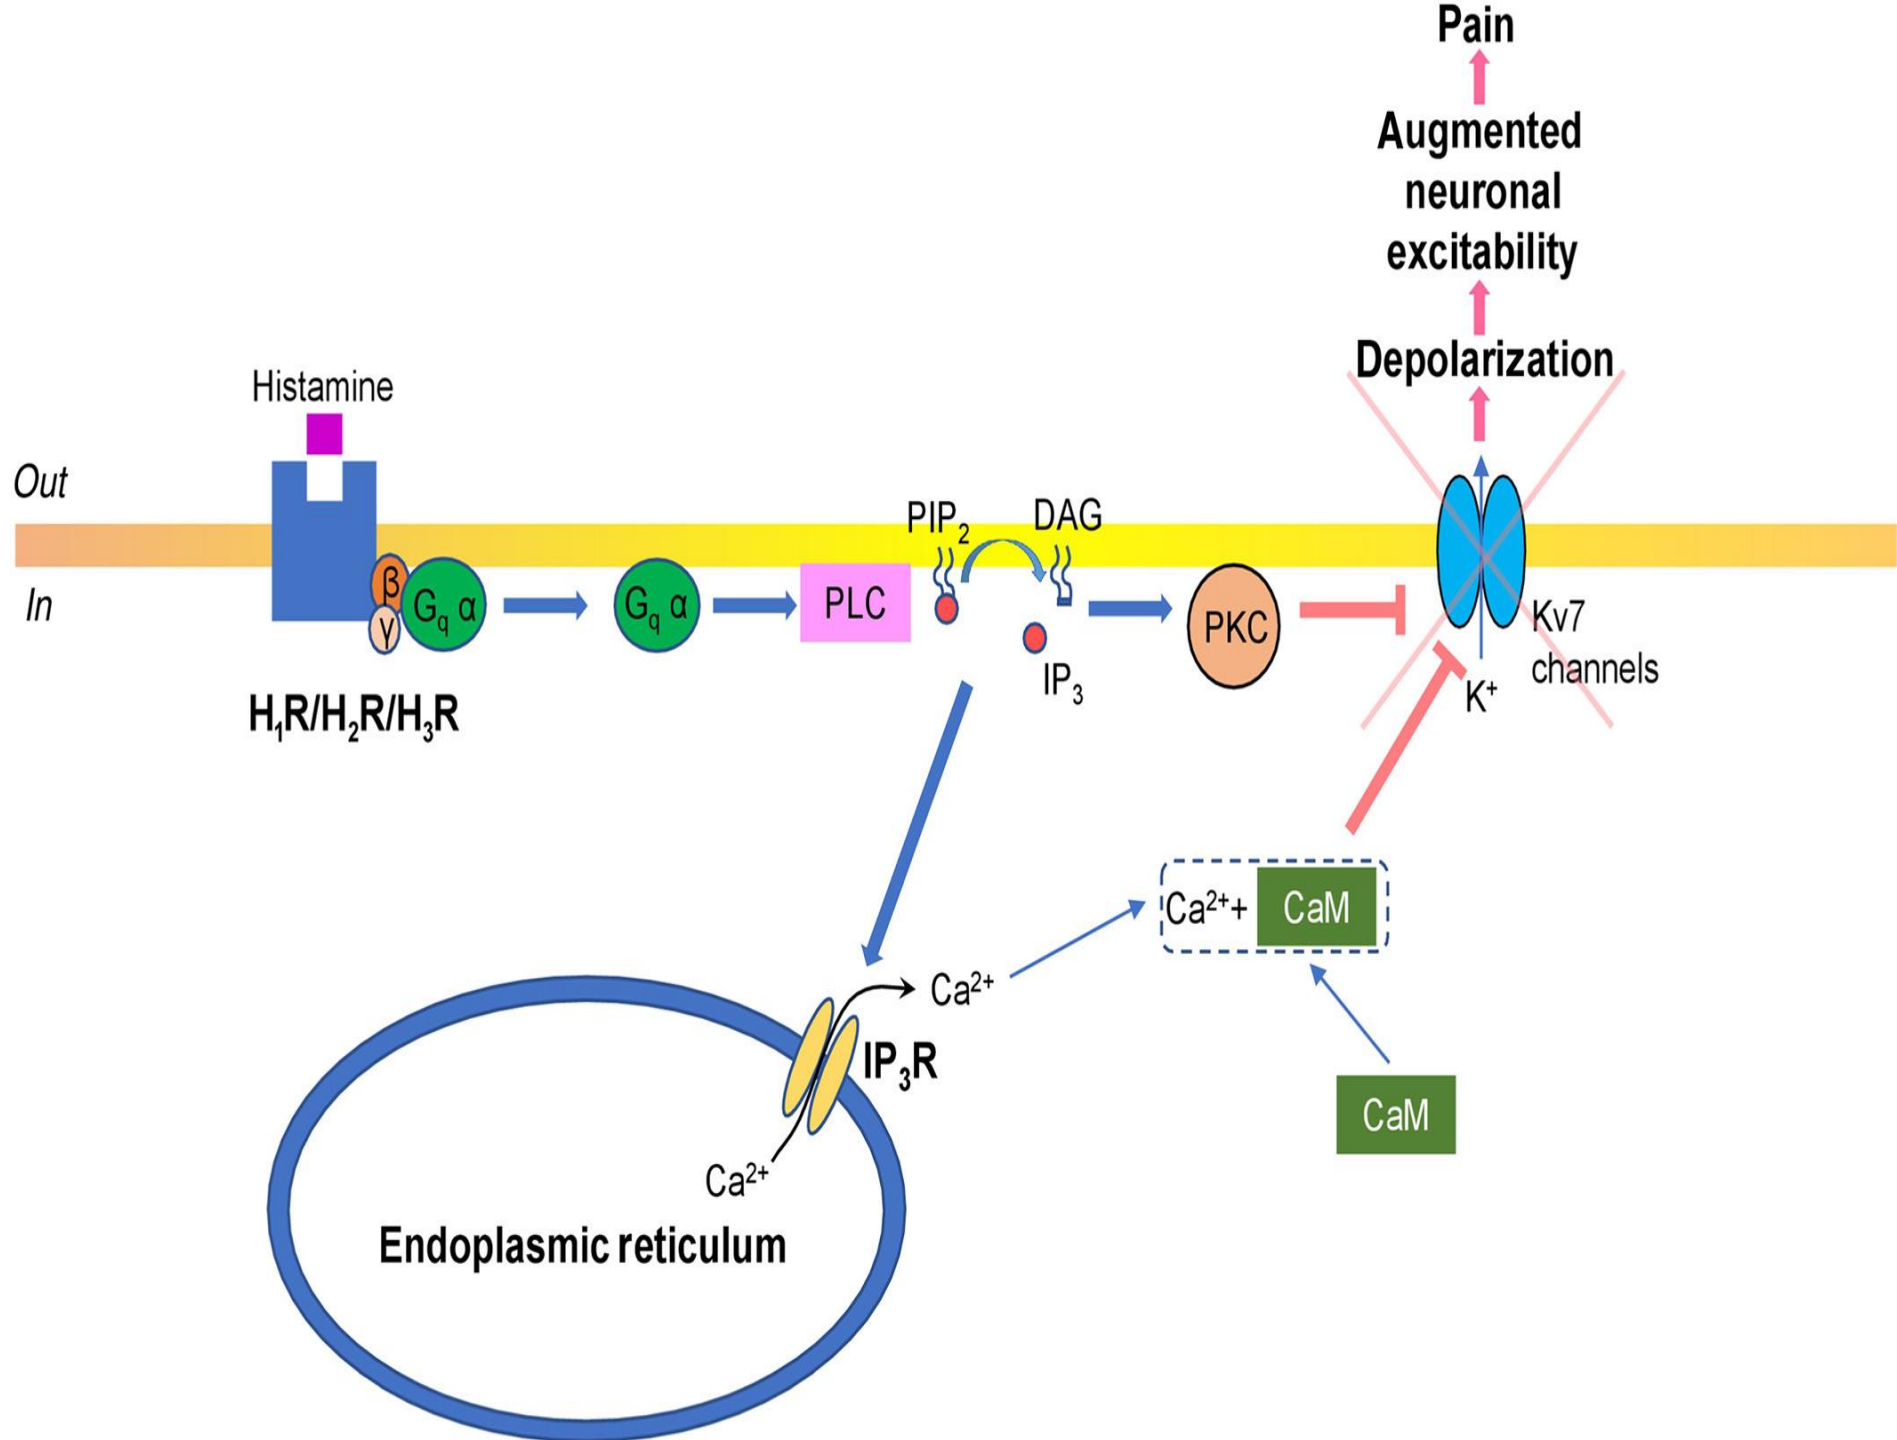 Pain
Augmented
neuronal
excitability
Depolarization
Histamine
Out
In
β
γ
Gq α
Gq α
PLC
PIP2
DAG
IP3
PKC
Kv7
channels
K+
H1R/H2R/H3R
Ca2++
CaM
Ca2+
IP3R
CaM
Ca2+
Endoplasmic reticulum